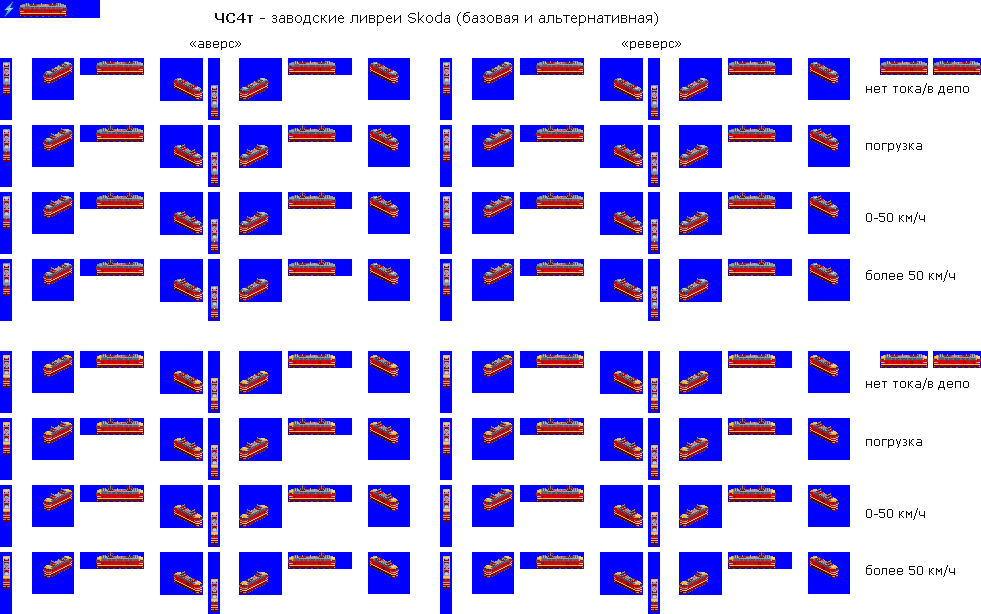 ЧС4т - заводские ливреи Skoda (базовая и альтернативная)
«аверс» «реверс»
нет тока/в депо
погрузка
0-50 км/ч
более 50 км/ч
нет тока/в депо
погрузка
0-50 км/ч
более 50 км/ч